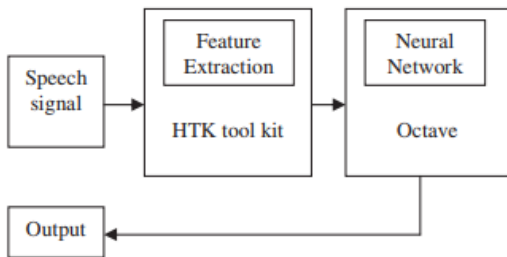 Speech
signal
Feature
Extraction
HTK tool kit
Neural
Network
Octave
Output